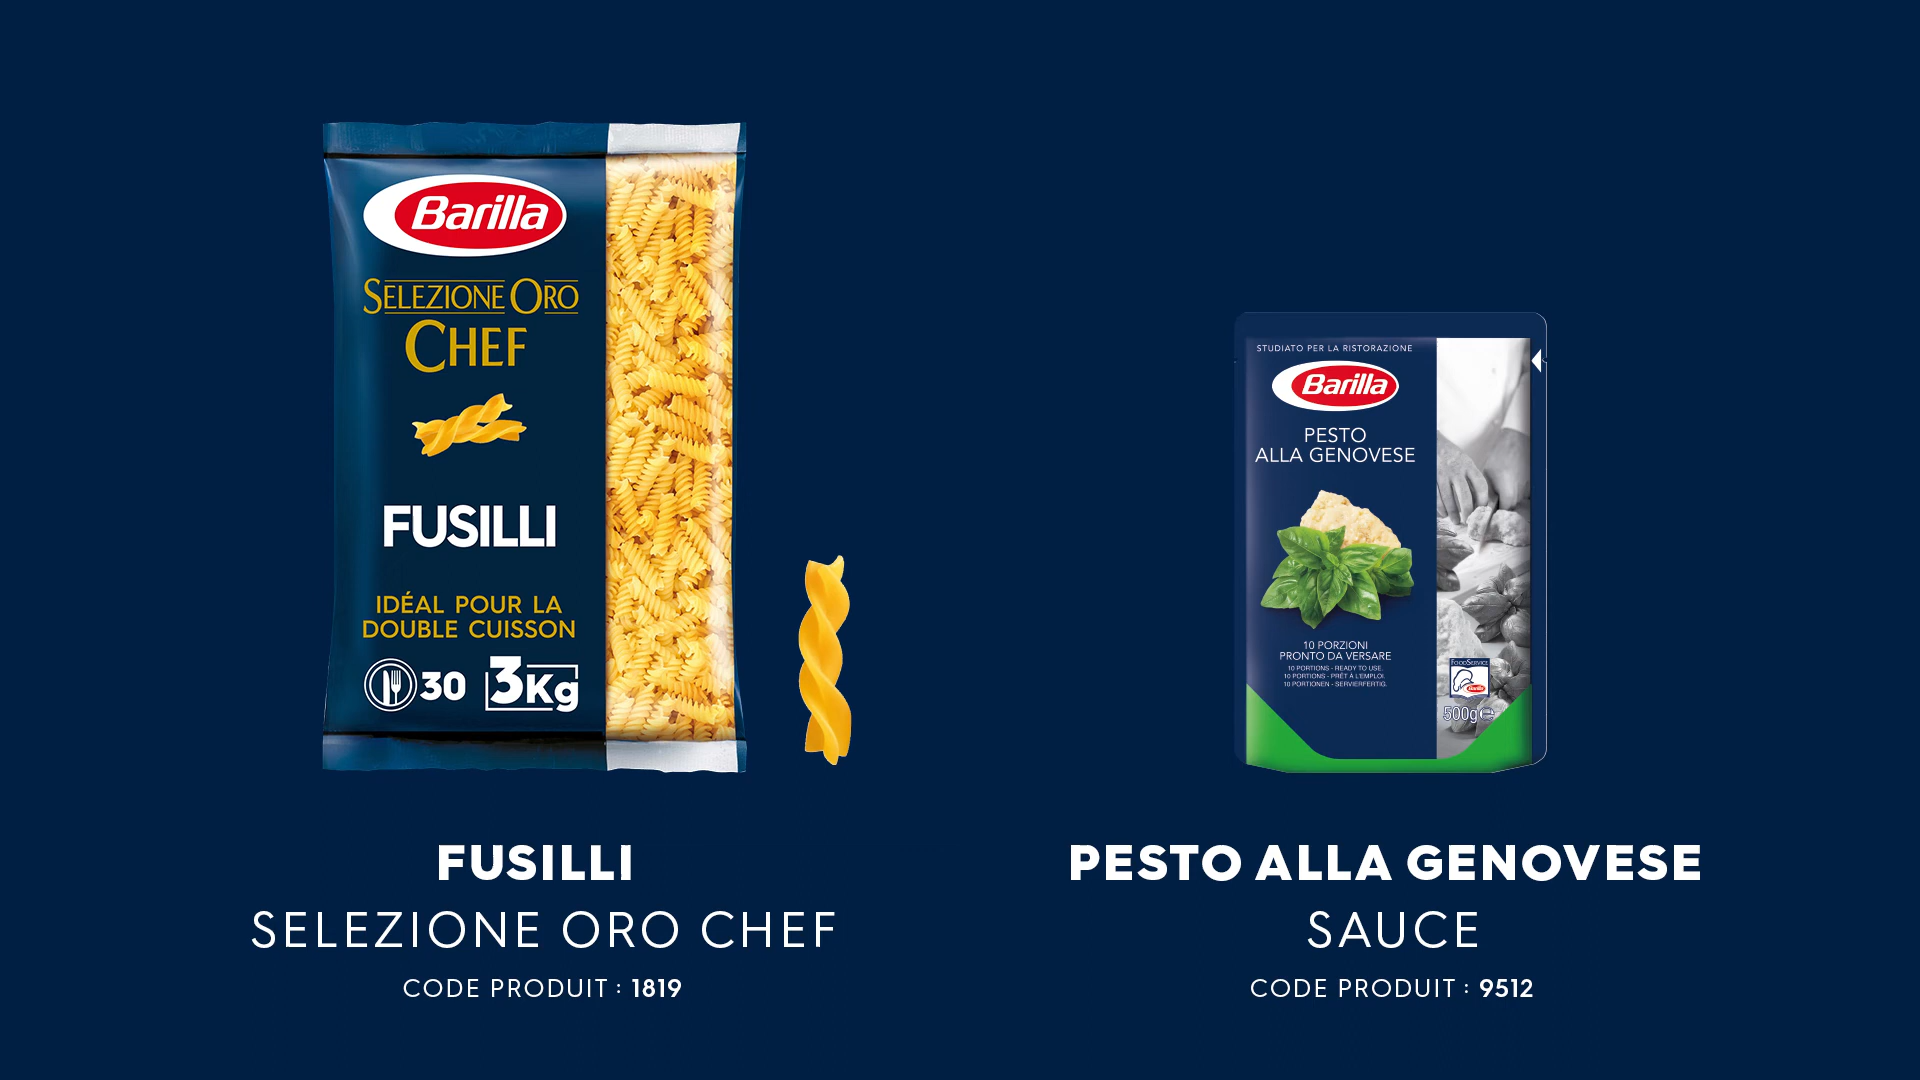 Barilla
SELEZIONE ORO
CHEF
FUSILLI
IDÉAL POUR LA
DOUBLE CUISSON
30 3Kg
FUSILLI
SELEZIONE ORO CHEF
CODE PRODUIT : 1819
STUDIATO PER LA RISTORAZIONE
Barilla
PESTO
ALLA GENOVESE
10 PORZIONI
PRONTO DA VERSARE
10 PORTIONS - READY TO USE.
10 PORTIONS - PRÊT À L'EMPLOI.
10 PORTIONEN - SERVIERFERTIG.
FOODSERVICE
Barilla
500g e
PESTO ALLA GENOVESE
SAUCE
CODE PRODUIT : 9512